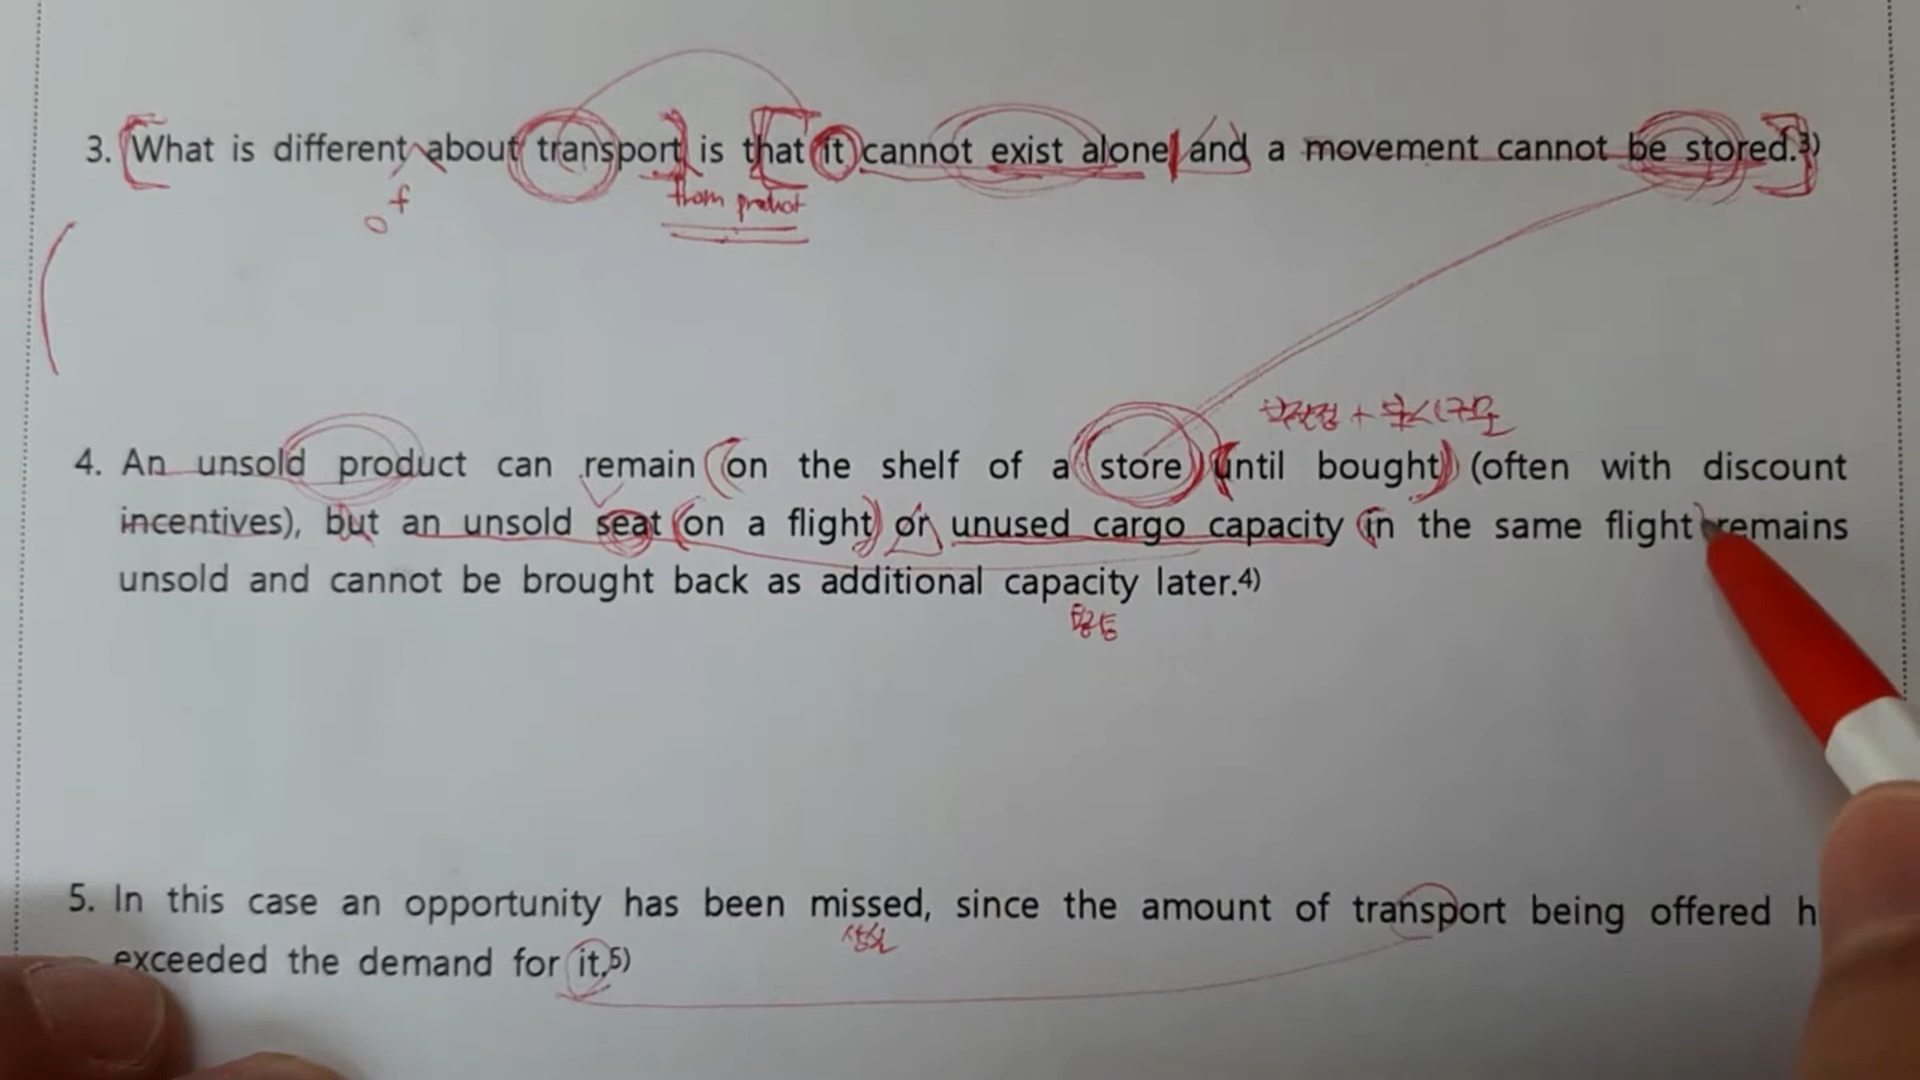 3. What is different about transport is that it cannot exist alone and a movement cannot be stored.3)
of
from product
4. An unsold product can remain on the shelf of a store until bought (often with discount
incentives), but an unsold seat on a flight or unused cargo capacity in the same flight remains
unsold and cannot be brought back as additional capacity later.4)
5. In this case an opportunity has been missed, since the amount of transport being offered h
상실
exceeded the demand for it.5)